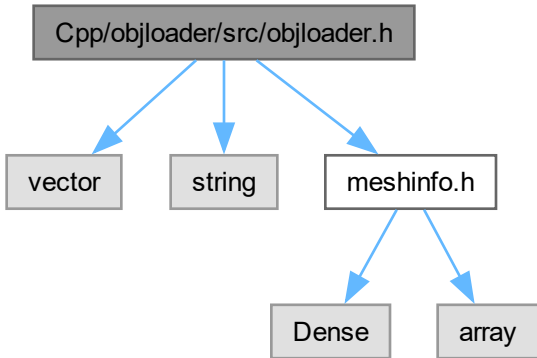 Cpp/objloader/src/objloader.h
vector
string
meshinfo.h
Dense
array